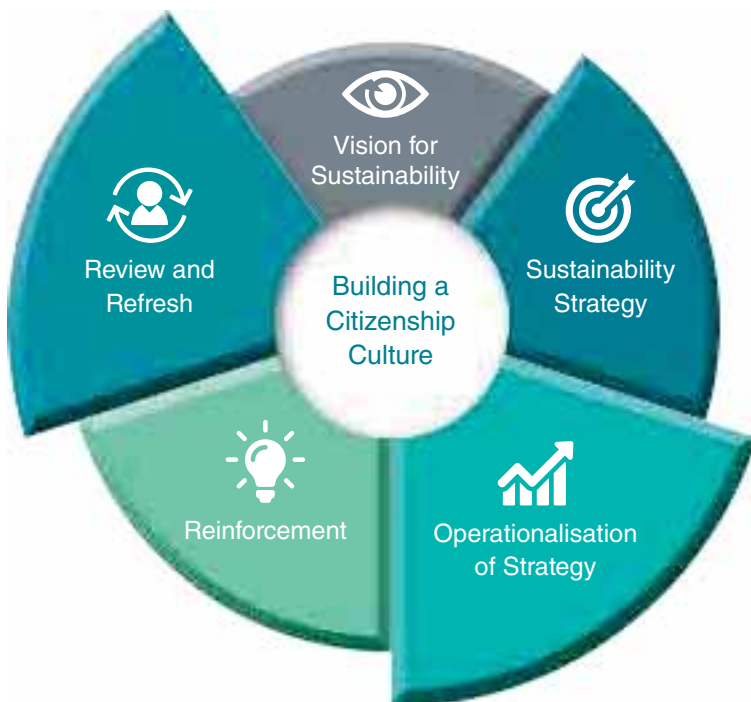 Vision for
Sustainability
Sustainability
Strategy
Operationalisation
of Strategy
Reinforcement
Review and
Refresh
Building a
Citizenship
Culture